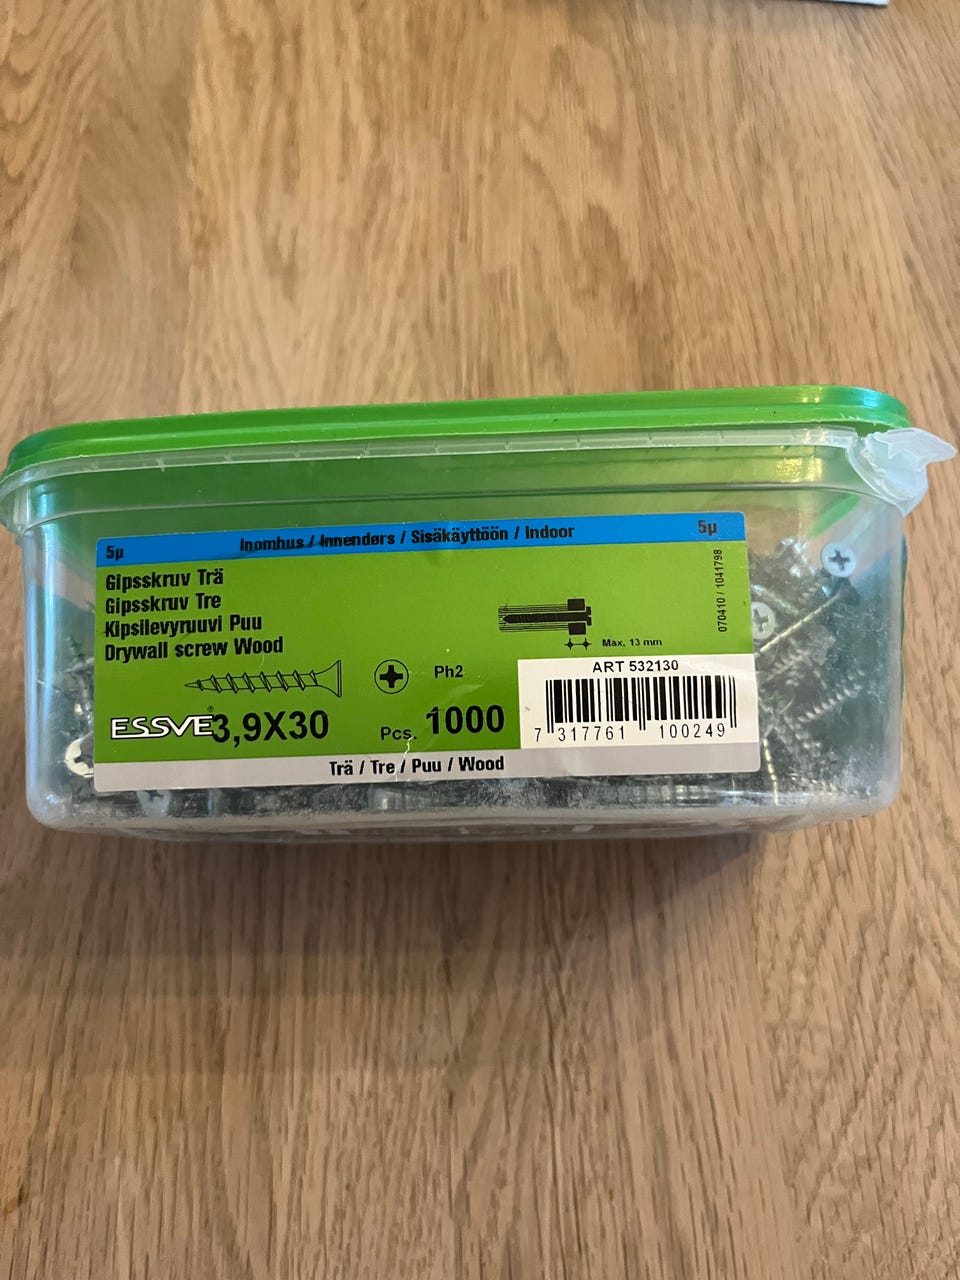 5µ Inomhus / Innendørs / Sisäkäyttöön / Indoor 5µ
Gipsskruv Trä
Gipsskruv Tre
Kipsilevyruuvi Puu
Drywall screw Wood
070410 / 1041798
Max. 13 mm
Ph2
ART 532130
ESSVE® 3,9X30
Pcs. 1000
7 317761 100249
Trä / Tre / Puu / Wood